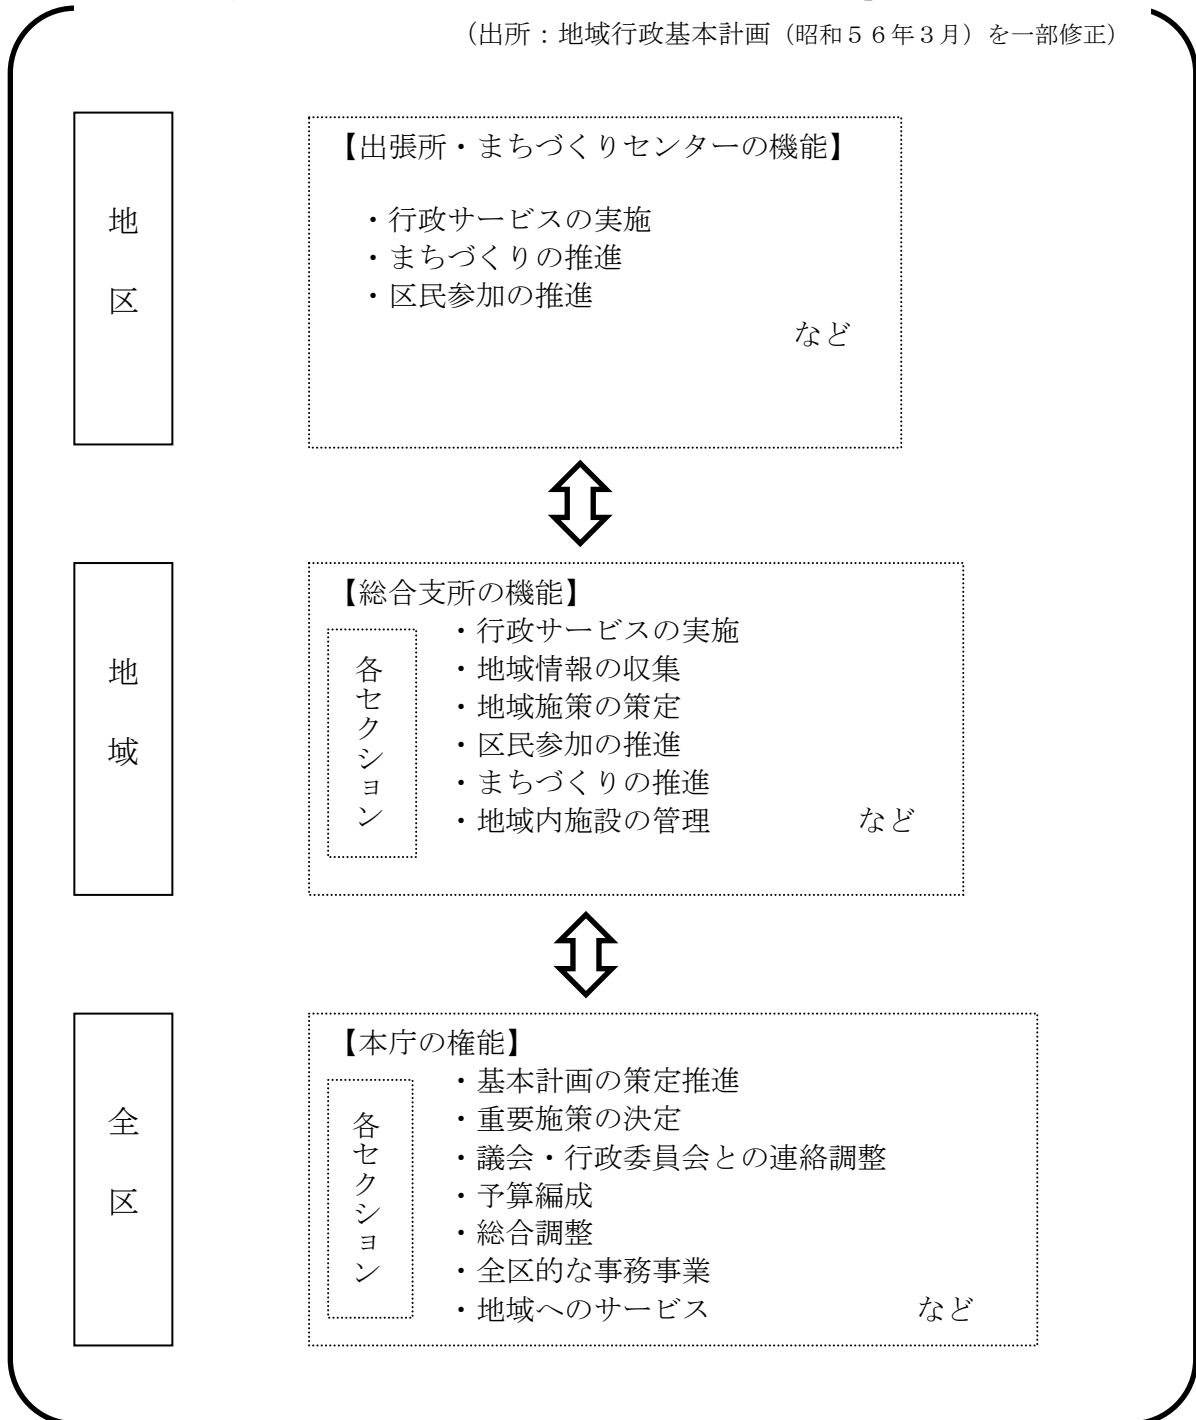 （出所：地域行政基本計画（昭和５６年３月）を一部修正）
地区
【出張所・まちづくりセンターの機能】
・行政サービスの実施
・まちづくりの推進
・区民参加の推進
など
地域
【総合支所の機能】
各セクション
・行政サービスの実施
・地域情報の収集
・地域施策の策定
・区民参加の推進
・まちづくりの推進
・地域内施設の管理 など
全区
【本庁の権能】
各セクション
・基本計画の策定推進
・重要施策の決定
・議会・行政委員会との連絡調整
・予算編成
・総合調整
・全区的な事務事業
・地域へのサービス など